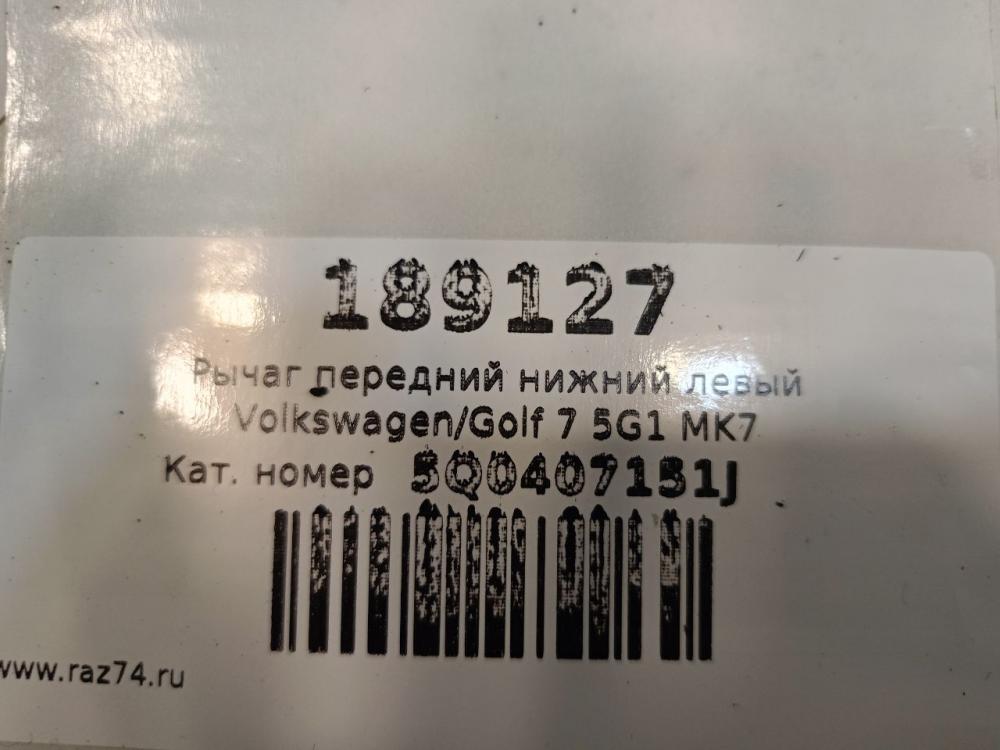 189127
Рычаг передний нижний левый
Volkswagen/Golf 7 5G1 MK7
Кат. номер 5Q0407151J
www.raz74.ru